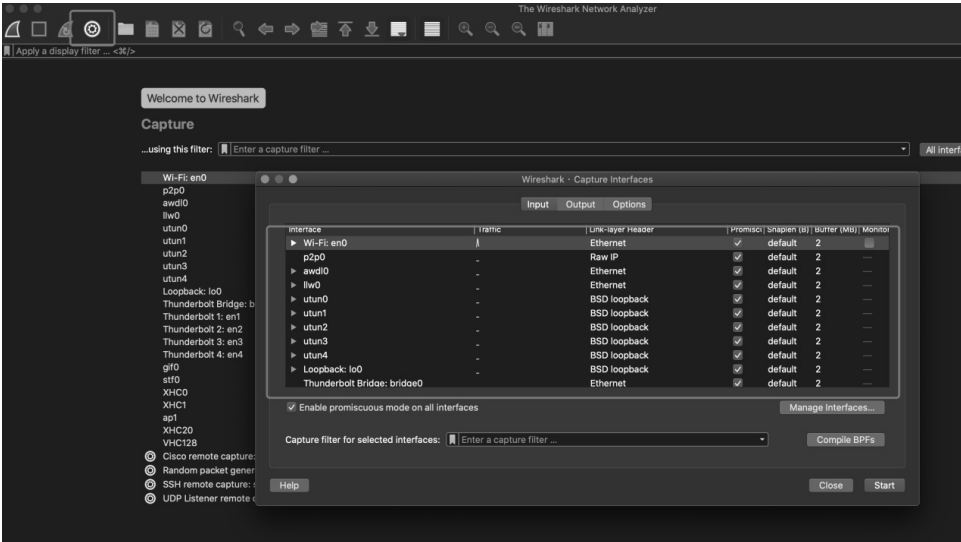 The Wireshark Network Analyzer
Apply a display filter ... <⌘/>
Welcome to Wireshark
Capture
...using this filter: Enter a capture filter ...
All interf
Wi-Fi: en0
p2p0
awdl0
llw0
utun0
utun1
utun2
utun3
utun4
Loopback: lo0
Thunderbolt Bridge: b
Thunderbolt 1: en1
Thunderbolt 2: en2
Thunderbolt 3: en3
Thunderbolt 4: en4
gif0
stf0
XHC0
XHC1
ap1
XHC20
VHC128
Cisco remote capture:
Random packet gener
SSH remote capture: s
UDP Listener remote c
Wireshark · Capture Interfaces
Input Output Options
Interface Traffic Link-layer Header Promisc Snaplen (B) Buffer (MB) Monitor
Wi-Fi: en0 Ethernet default 2
p2p0 Raw IP default 2 —
awdl0 Ethernet default 2 —
llw0 Ethernet default 2 —
utun0 BSD loopback default 2 —
utun1 BSD loopback default 2 —
utun2 BSD loopback default 2 —
utun3 BSD loopback default 2 —
utun4 BSD loopback default 2 —
Loopback: lo0 BSD loopback default 2 —
Thunderbolt Bridge: bridge0 Ethernet default 2 —
Enable promiscuous mode on all interfaces
Manage Interfaces...
Capture filter for selected interfaces: Enter a capture filter ...
Compile BPFs
Help
Close
Start